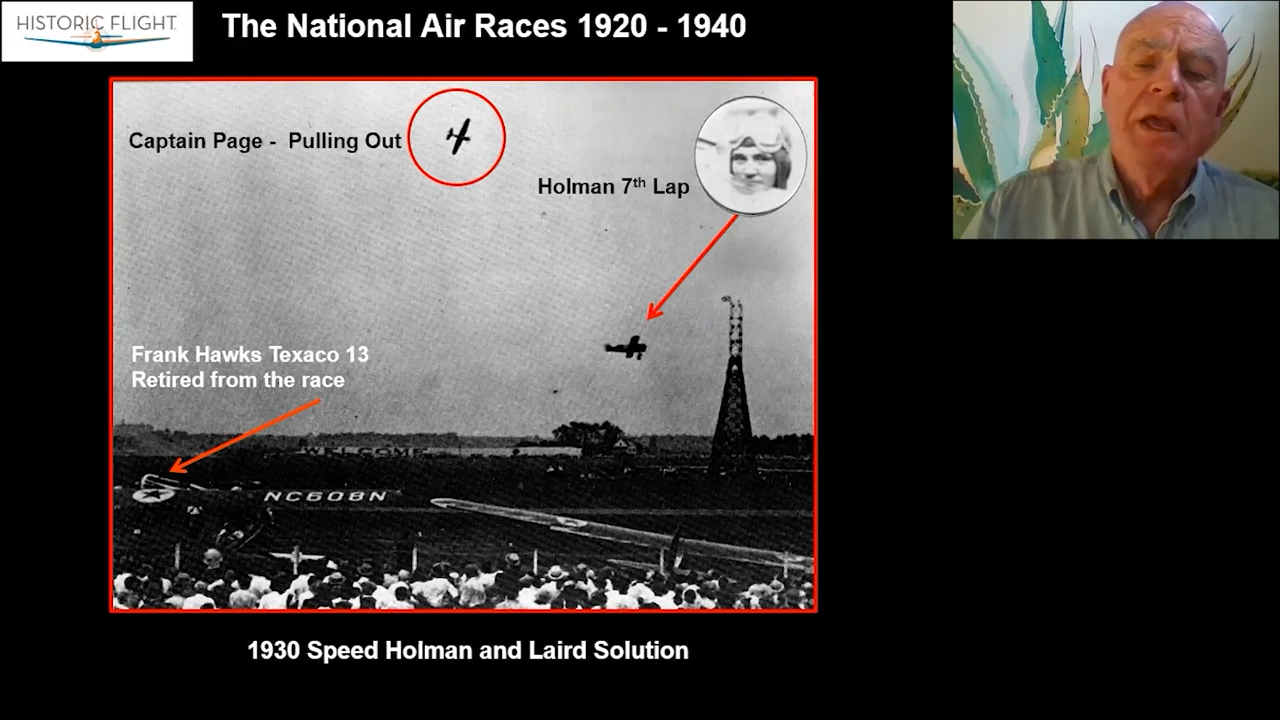 HISTORIC FLIGHT
The National Air Races 1920 - 1940
Captain Page - Pulling Out
Holman 7th Lap
Frank Hawks Texaco 13
Retired from the race
WELCOME
NC608N
1930 Speed Holman and Laird Solution